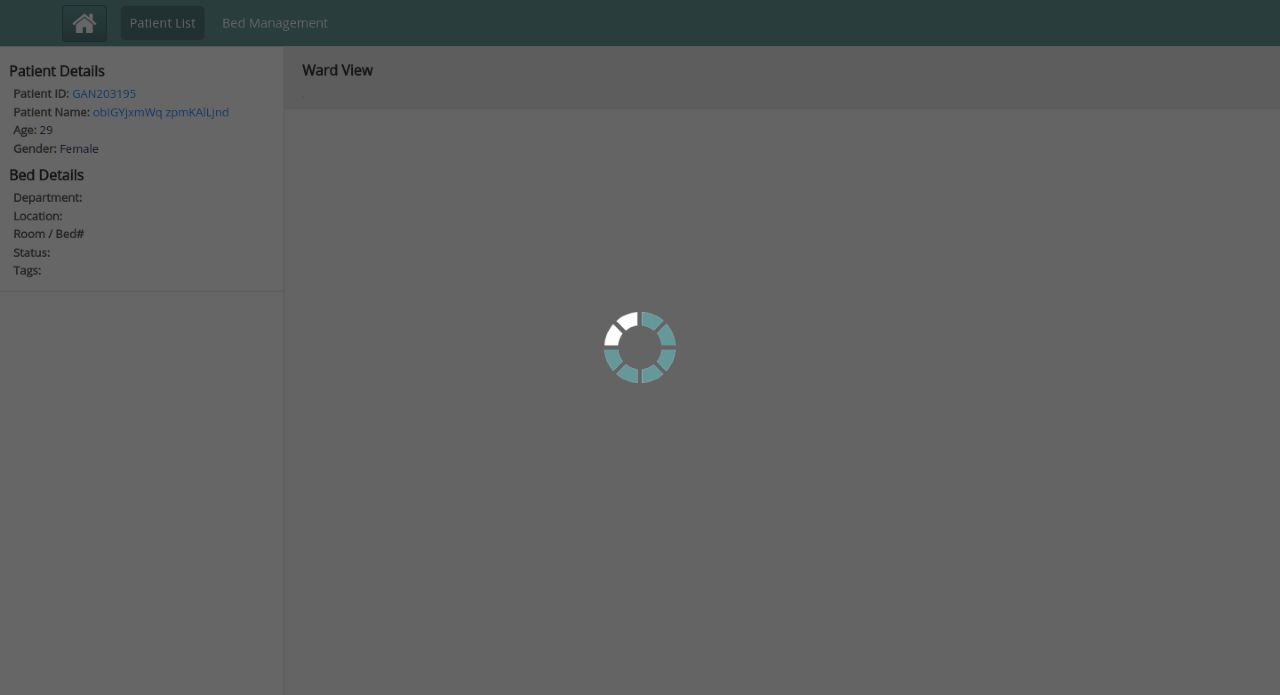 Patient List
Bed Management
Patient Details
Patient ID: GAN203195
Patient Name: obiGYjxmWq zpmKAlLjnd
Age: 29
Gender: Female
Bed Details
Department:
Location:
Room / Bed#
Status:
Tags:
Ward View